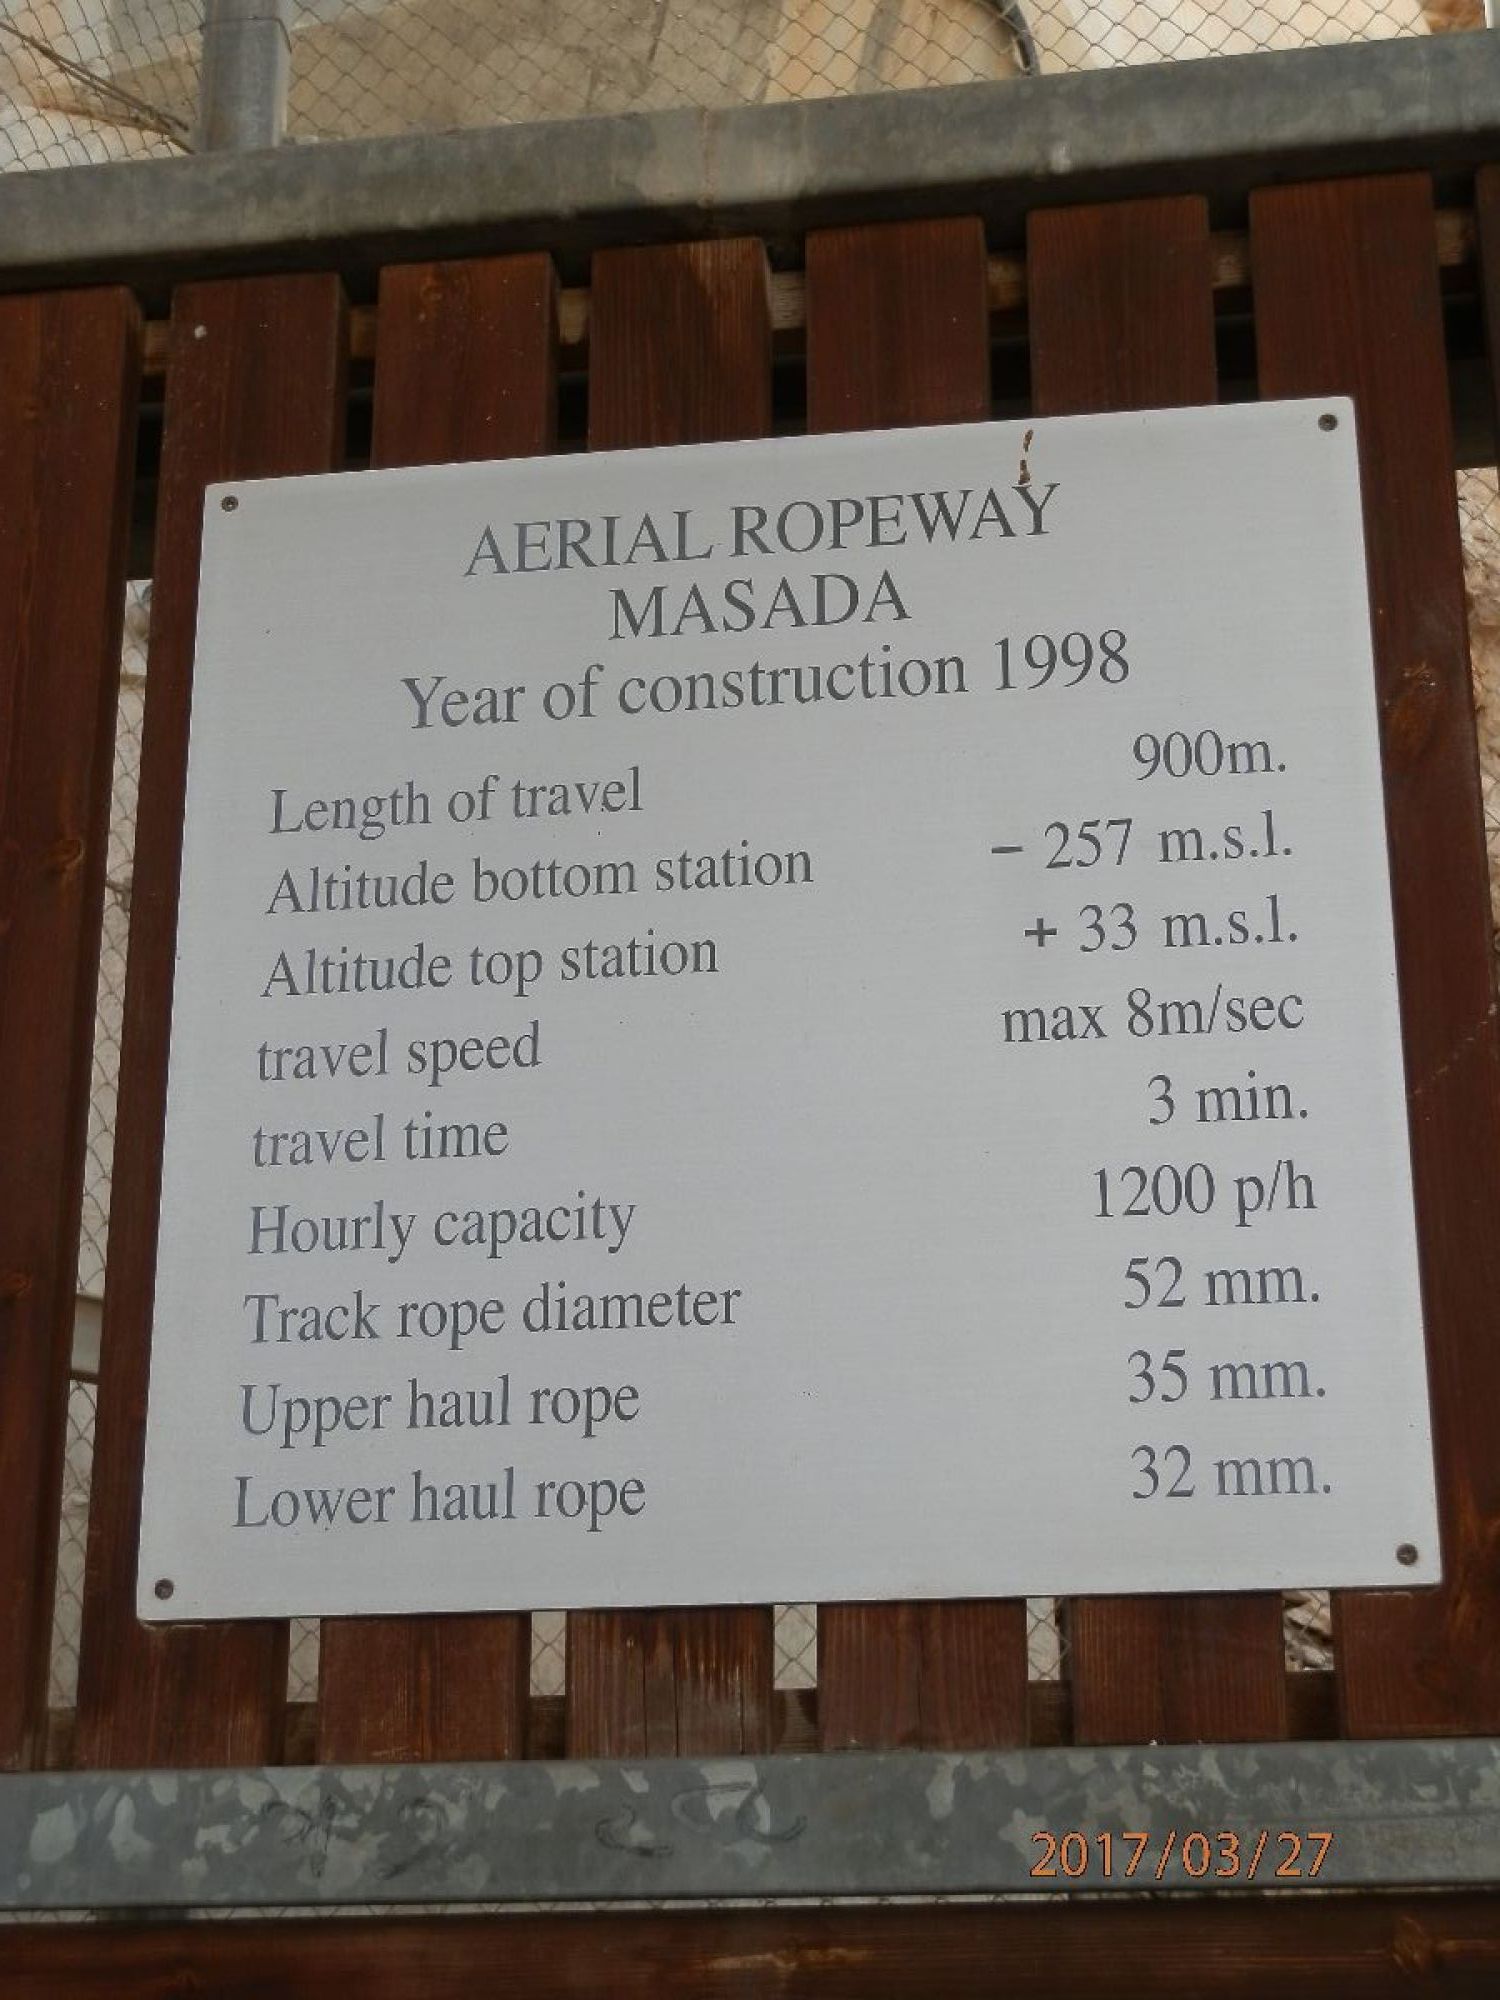 AERIAL ROPEWAY
MASADA
Year of construction 1998
Length of travel 900m.
Altitude bottom station – 257 m.s.l.
Altitude top station + 33 m.s.l.
travel speed max 8m/sec
travel time 3 min.
Hourly capacity 1200 p/h
Track rope diameter 52 mm.
Upper haul rope 35 mm.
Lower haul rope 32 mm.
2017/03/27